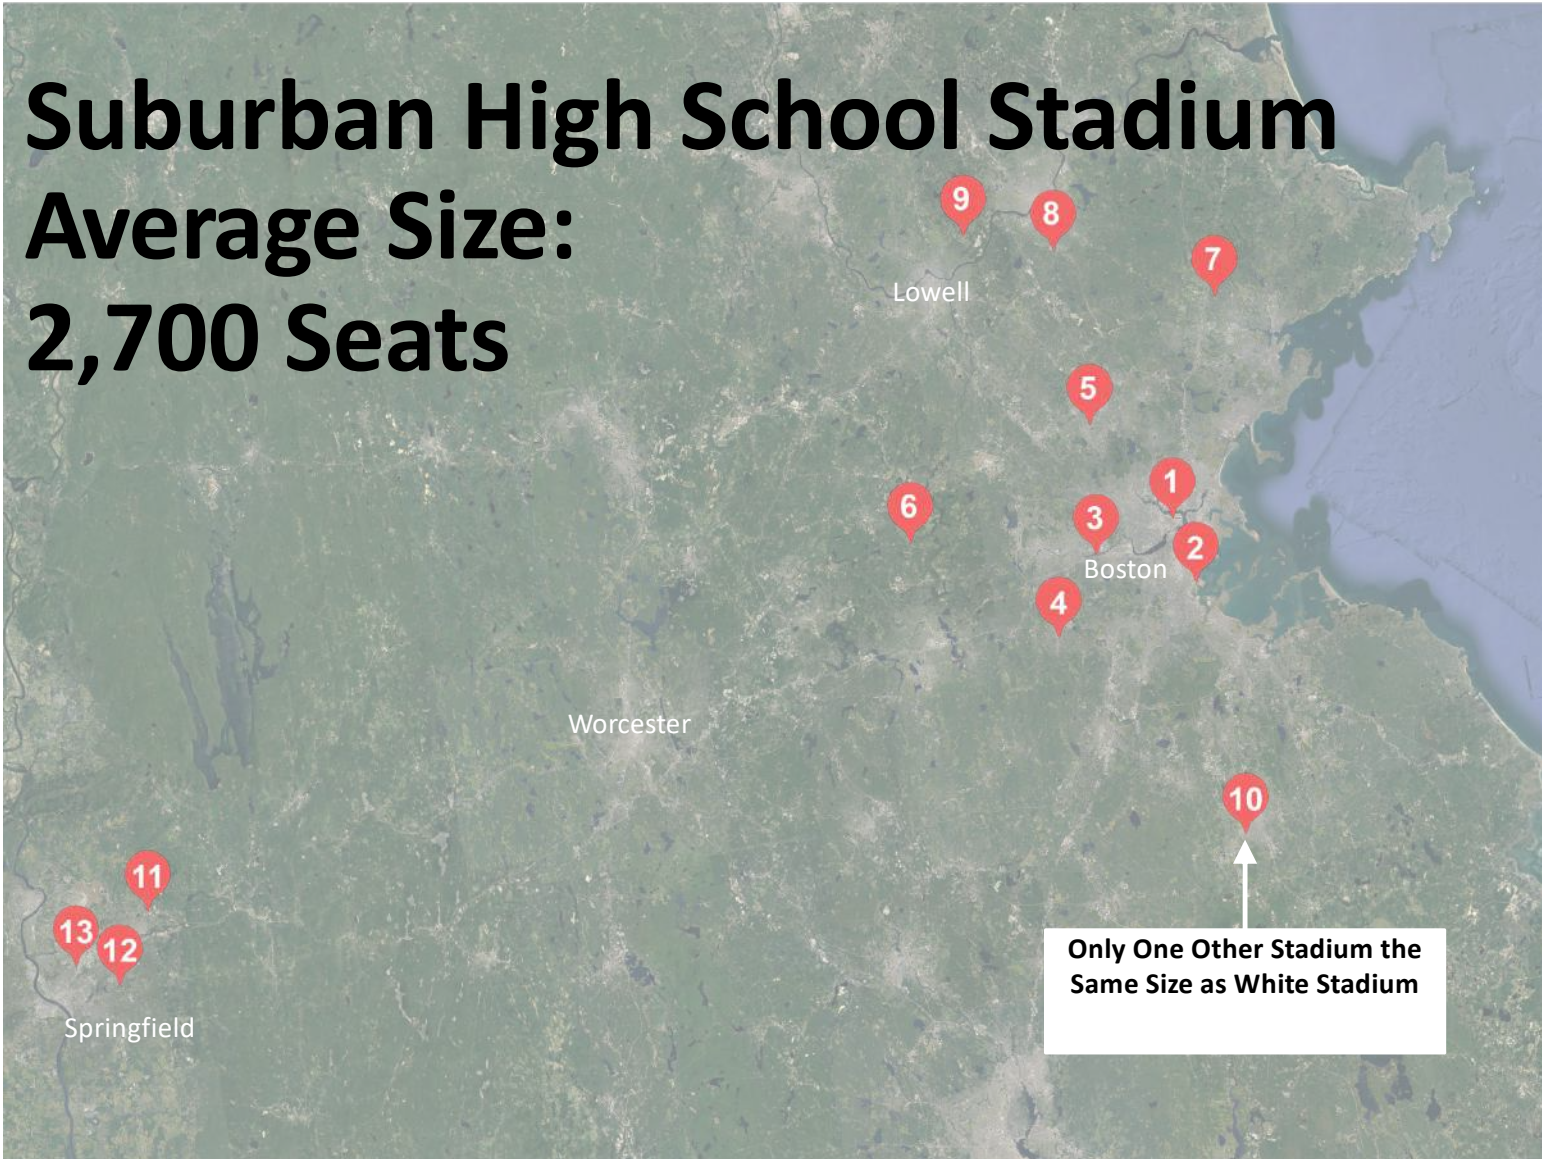 Suburban High School Stadium
Average Size:
2,700 Seats
9
8
7
Lowell
5
1
6
3
2
Boston
4
Worcester
10
11
13
12
Only One Other Stadium the
Same Size as White Stadium
Springfield